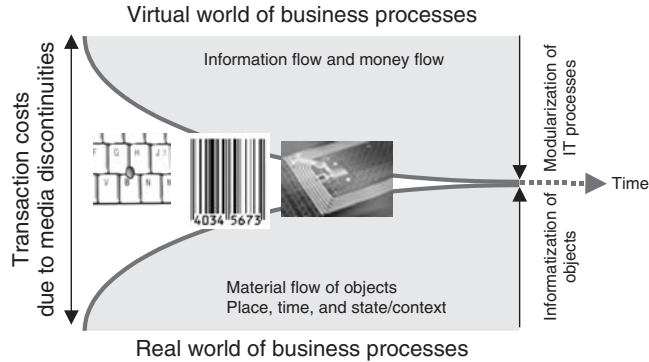 Virtual world of business processes
Information flow and money flow
Transaction costs
due to media discontinuities
Modularization of
IT processes
F G H J
V B N
4034 5673
Time
Informatization of
objects
Material flow of objects
Place, time, and state/context
Real world of business processes